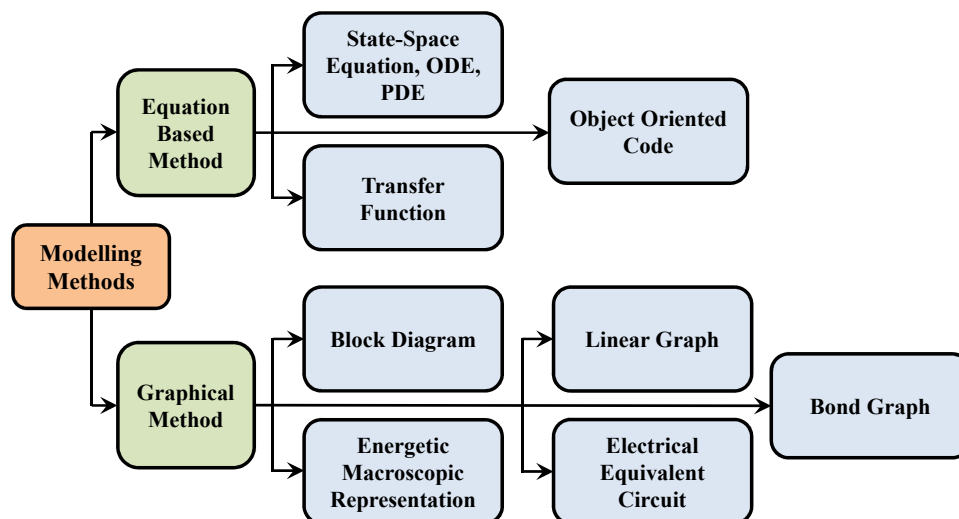 State-Space
Equation, ODE,
PDE
Equation
Based
Method
Object Oriented
Code
Transfer
Function
Modelling
Methods
Block Diagram
Linear Graph
Graphical
Method
Bond Graph
Energetic
Macroscopic
Representation
Electrical
Equivalent
Circuit